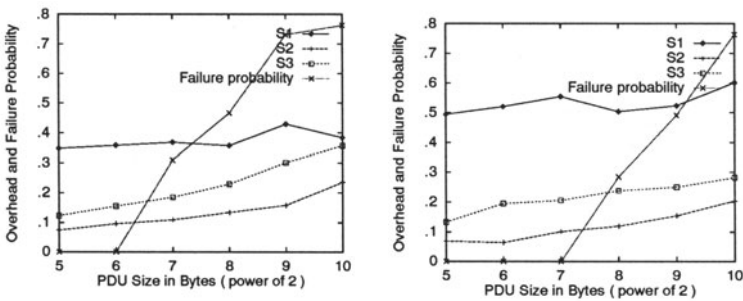 Overhead and Failure Probability
.8
.7
.6
.5
.4
.3
.2
.1
0
S1
S2
S3
Failure probability
5
6
7
8
9
10
PDU Size in Bytes ( power of 2 )
Overhead and Failure Probability
.8
.7
.6
.5
.4
.3
.2
.1
0
S1
S2
S3
Failure probability
5
6
7
8
9
10
PDU Size in Bytes ( power of 2 )